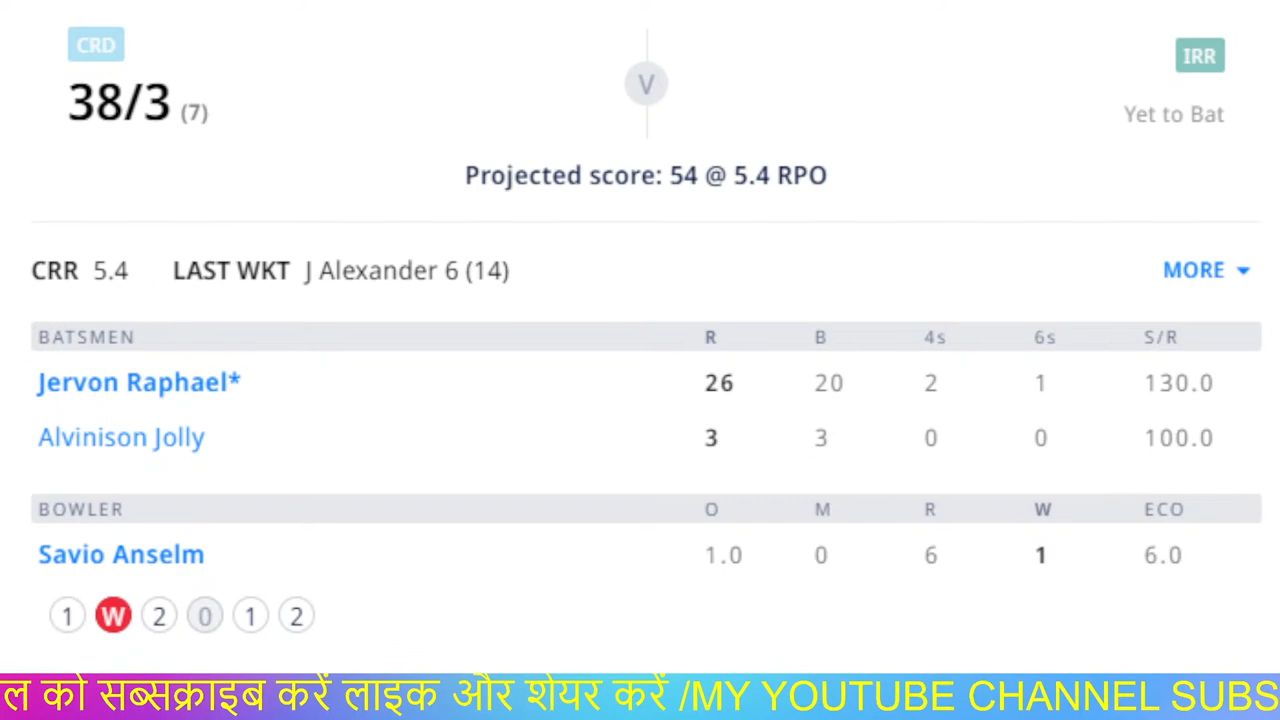 CRD
IRR
V
38/3 (7)
Yet to Bat
Projected score: 54 @ 5.4 RPO
CRR 5.4 LAST WKT J Alexander 6 (14)
MORE
BATSMEN R B 4s 6s S/R
Jervon Raphael* 26 20 2 1 130.0
Alvinison Jolly 3 3 0 0 100.0
BOWLER O M R W ECO
Savio Anselm 1.0 0 6 1 6.0
1 W 2 0 1 2
ल को सब्सक्राइब करें लाइक और शेयर करें /MY YOUTUBE CHANNEL SUBS